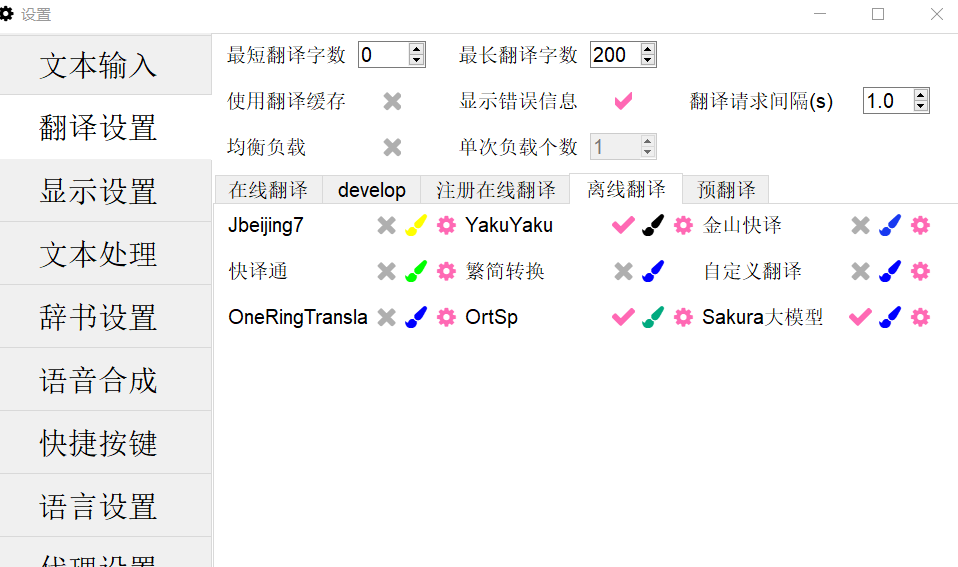 设置
文本输入
翻译设置
显示设置
文本处理
辞书设置
语音合成
快捷按键
语言设置
代理设置
最短翻译字数 0 最长翻译字数 200
使用翻译缓存 显示错误信息 翻译请求间隔(s) 1.0
均衡负载 单次负载个数 1
在线翻译 develop 注册在线翻译 离线翻译 预翻译
Jbeijing7 YakuYaku 金山快译
快译通 繁简转换 自定义翻译
OneRingTransla OrtSp Sakura大模型